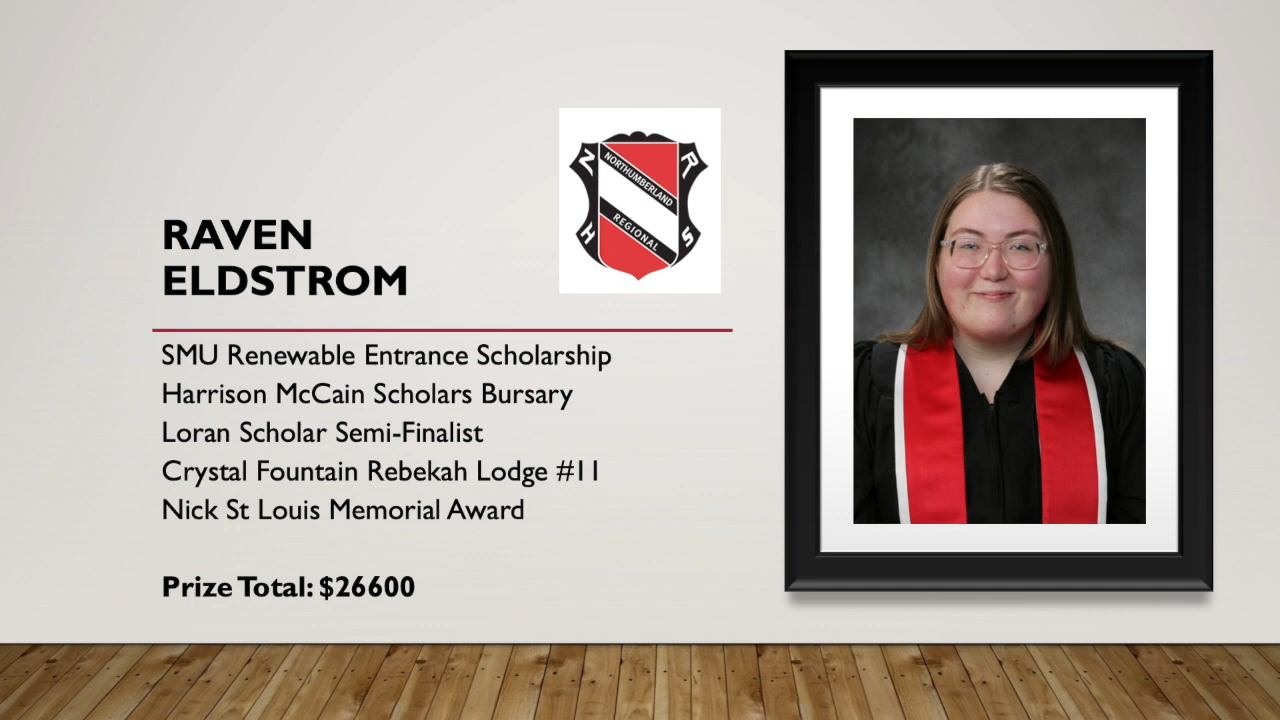 N R
NORTHUMBERLAND
REGIONAL
H S
RAVEN
ELDSTROM
SMU Renewable Entrance Scholarship
Harrison McCain Scholars Bursary
Loran Scholar Semi-Finalist
Crystal Fountain Rebekah Lodge #11
Nick St Louis Memorial Award
Prize Total: $26600